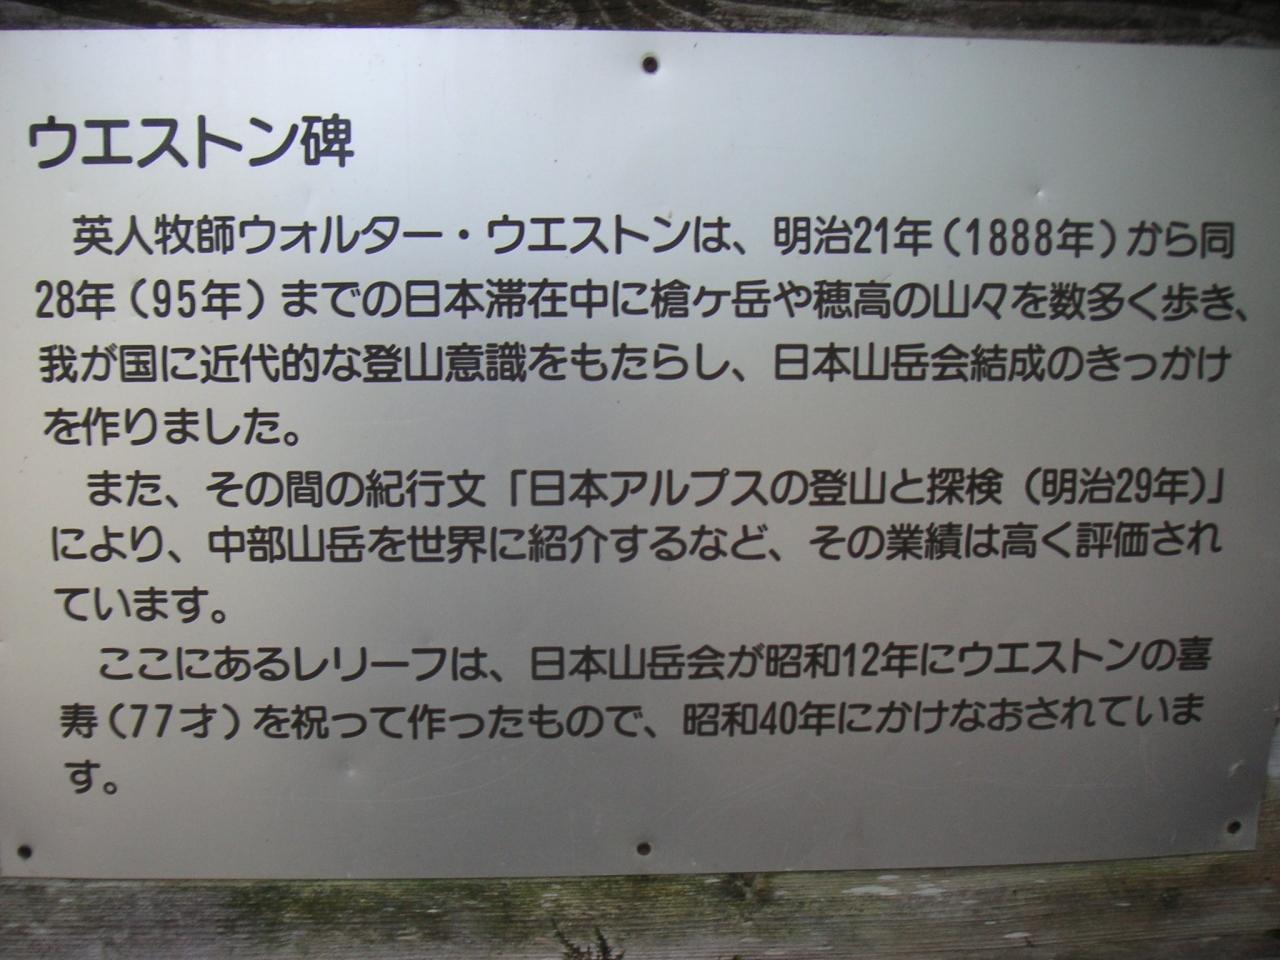 ウエストン碑
英人牧師ウォルター・ウエストンは、明治21年(1888年)から同
28年(95年)までの日本滞在中に槍ヶ岳や穂高の山々を数多く歩き、
我が国に近代的な登山意識をもたらし、日本山岳会結成のきっかけ
を作りました。
また、その間の紀行文「日本アルプスの登山と探検(明治29年)」
により、中部山岳を世界に紹介するなど、その業績は高く評価され
ています。
ここにあるレリーフは、日本山岳会が昭和12年にウエストンの喜
寿(77才)を祝って作ったもので、昭和40年にかけなおされていま
す。